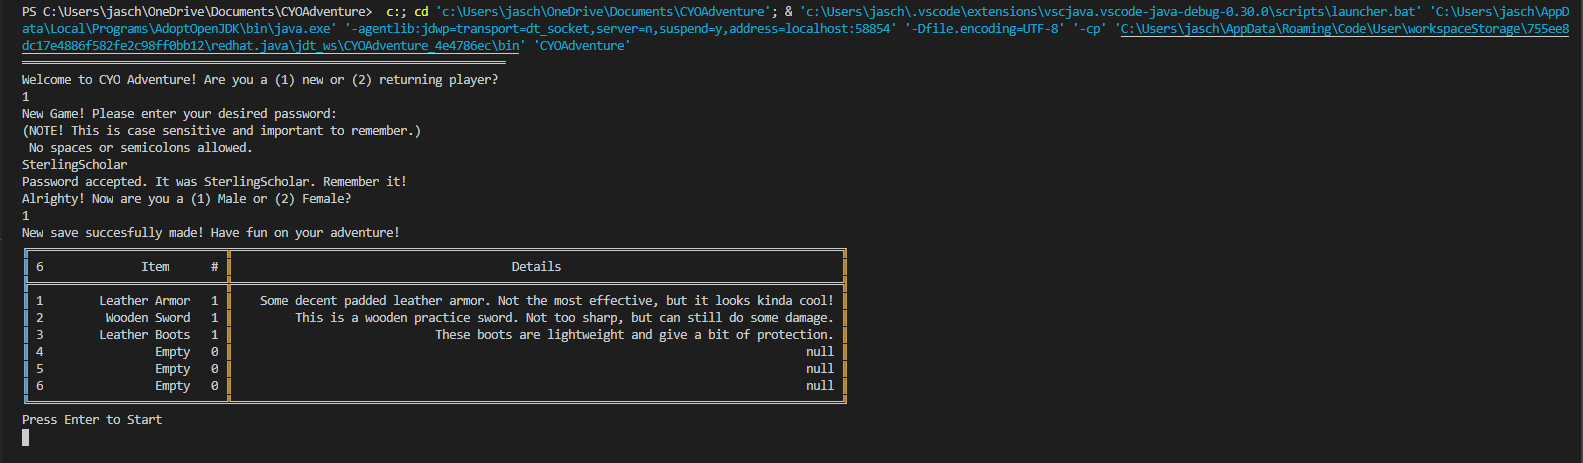 PS C:\Users\jasch\OneDrive\Documents\CYOAdventure>  c:; cd 'c:\Users\jasch\OneDrive\Documents\CYOAdventure'; & 'c:\Users\jasch\.vscode\extensions\vscjava.vscode-java-debug-0.30.0\scripts\launcher.bat' 'C:\Users\jasch\AppD
ata\Local\Programs\AdoptOpenJDK\bin\java.exe' '-agentlib:jdwp=transport=dt_socket,server=n,suspend=y,address=localhost:58854' '-Dfile.encoding=UTF-8' '-cp' 'C:\Users\jasch\AppData\Roaming\Code\User\workspaceStorage\755ee8
dc17e4886f582fe2c98ff0bb12\redhat.java\jdt_ws\CYOAdventure_4e4786ec\bin' 'CYOAdventure'
Welcome to CYO Adventure! Are you a (1) new or (2) returning player?
1
New Game! Please enter your desired password:
(NOTE! This is case sensitive and important to remember.)
 No spaces or semicolons allowed.
SterlingScholar
Password accepted. It was SterlingScholar. Remember it!
Alrighty! Now are you a (1) Male or (2) Female?
1
New save succesfully made! Have fun on your adventure!
6 Item # Details
1 Leather Armor 1 Some decent padded leather armor. Not the most effective, but it looks kinda cool!
2 Wooden Sword 1 This is a wooden practice sword. Not too sharp, but can still do some damage.
3 Leather Boots 1 These boots are lightweight and give a bit of protection.
4 Empty 0 null
5 Empty 0 null
6 Empty 0 null
Press Enter to Start